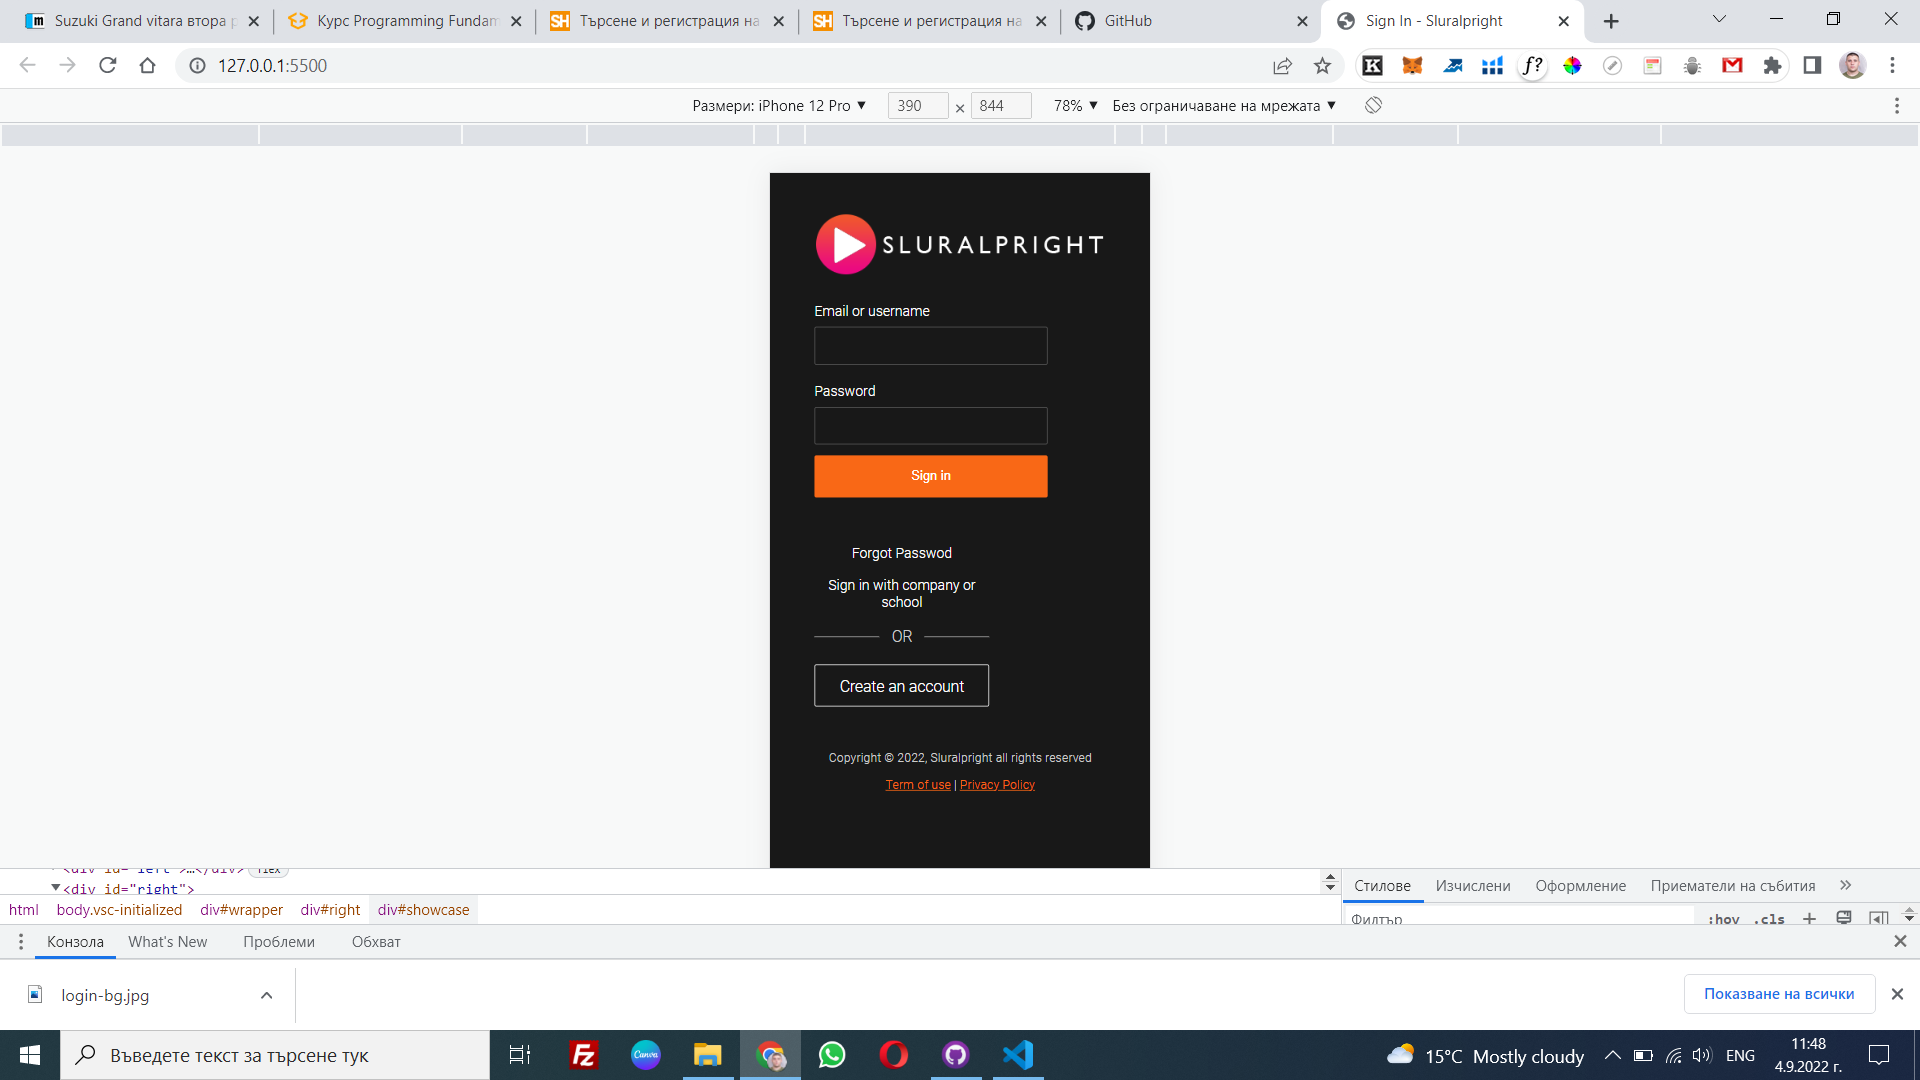 Suzuki Grand vitara втора р
Курс Programming Fundam
SH Търсене и регистрация на
SH Търсене и регистрация на
GitHub
Sign In - Sluralpright
127.0.0.1:5500
f?
Размери: iPhone 12 Pro ▼ 390 × 844 78% ▼ Без ограничаване на мрежата ▼
SLURALPRIGHT
Email or username
Password
Sign in
Forgot Passwod
Sign in with company or
school
OR
Create an account
Copyright © 2022, Sluralpright all rights reserved
Term of use | Privacy Policy
<div id="left">…</div> flex
<div id="right">
html body.vsc-initialized div#wrapper div#right div#showcase
Стилове Изчислени Оформление Приематели на събития »
Филтър :hov .cls +
Конзола What's New Проблеми Обхват
login-bg.jpg
Показване на всички
Въведете текст за търсене тук
Fz
Canva
15°C Mostly cloudy
ENG
11:48
4.9.2022 г.